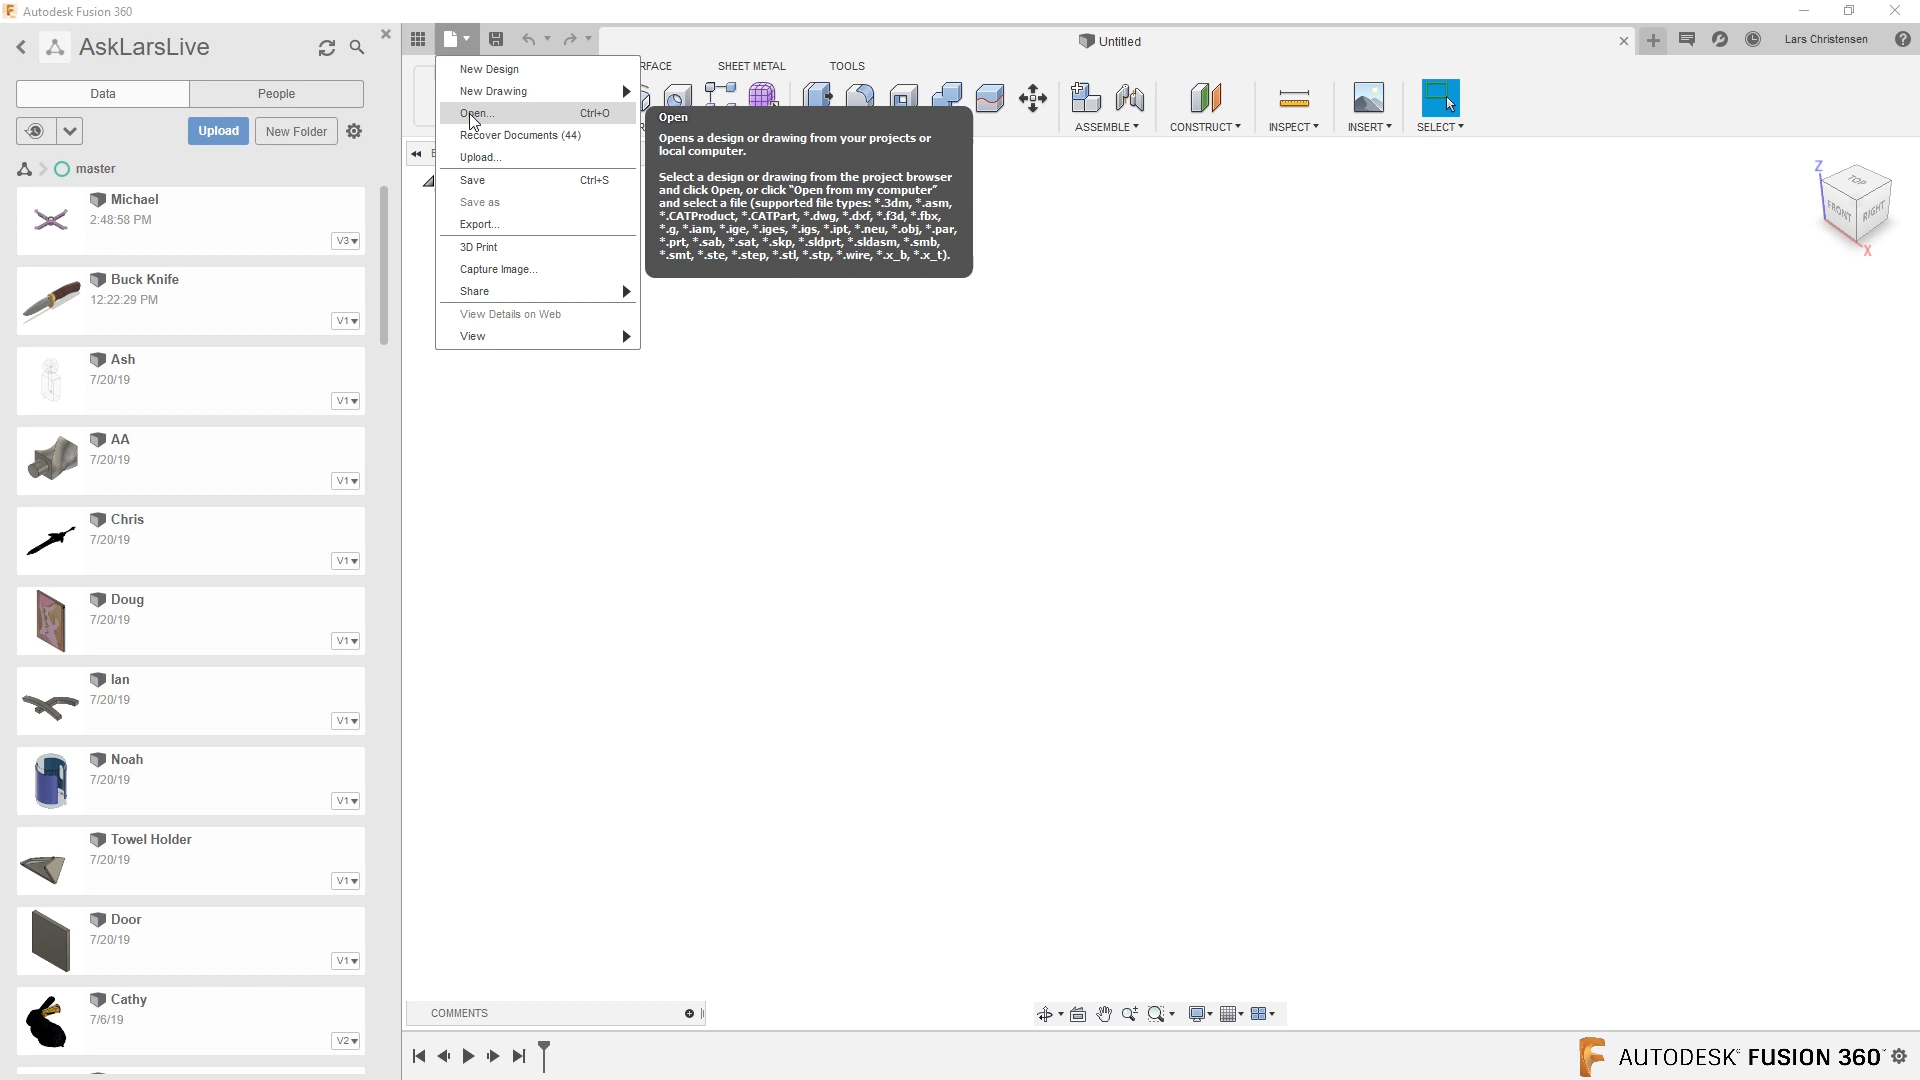 Autodesk Fusion 360
AskLarsLive
Data
People
Upload
New Folder
master
Michael
2:48:58 PM
V3
Buck Knife
12:22:29 PM
V1
Ash
7/20/19
V1
AA
7/20/19
V1
Chris
7/20/19
V1
Doug
7/20/19
V1
Ian
7/20/19
V1
Noah
7/20/19
V1
Towel Holder
7/20/19
V1
Door
7/20/19
V1
Cathy
7/6/19
V2
Untitled
Lars Christensen
RFACE
SHEET METAL
TOOLS
ASSEMBLE
CONSTRUCT
INSPECT
INSERT
SELECT
New Design
New Drawing
Open... Ctrl+O
Recover Documents (44)
Upload...
Save Ctrl+S
Save as
Export...
3D Print
Capture Image...
Share
View Details on Web
View
Open
Opens a design or drawing from your projects or
local computer.
Select a design or drawing from the project browser
and click Open, or click "Open from my computer"
and select a file (supported file types: *.3dm, *.asm,
*.CATProduct, *.CATPart, *.dwg, *.dxf, *.f3d, *.fbx,
*.g, *.iam, *.ige, *.iges, *.igs, *.ipt, *.neu, *.obj, *.par,
*.prt, *.sab, *.sat, *.skp, *.sldprt, *.sldasm, *.smb,
*.smt, *.ste, *.step, *.stl, *.stp, *.wire, *.x_b, *.x_t).
Z
TOP
FRONT
RIGHT
X
COMMENTS
AUTODESK FUSION 360